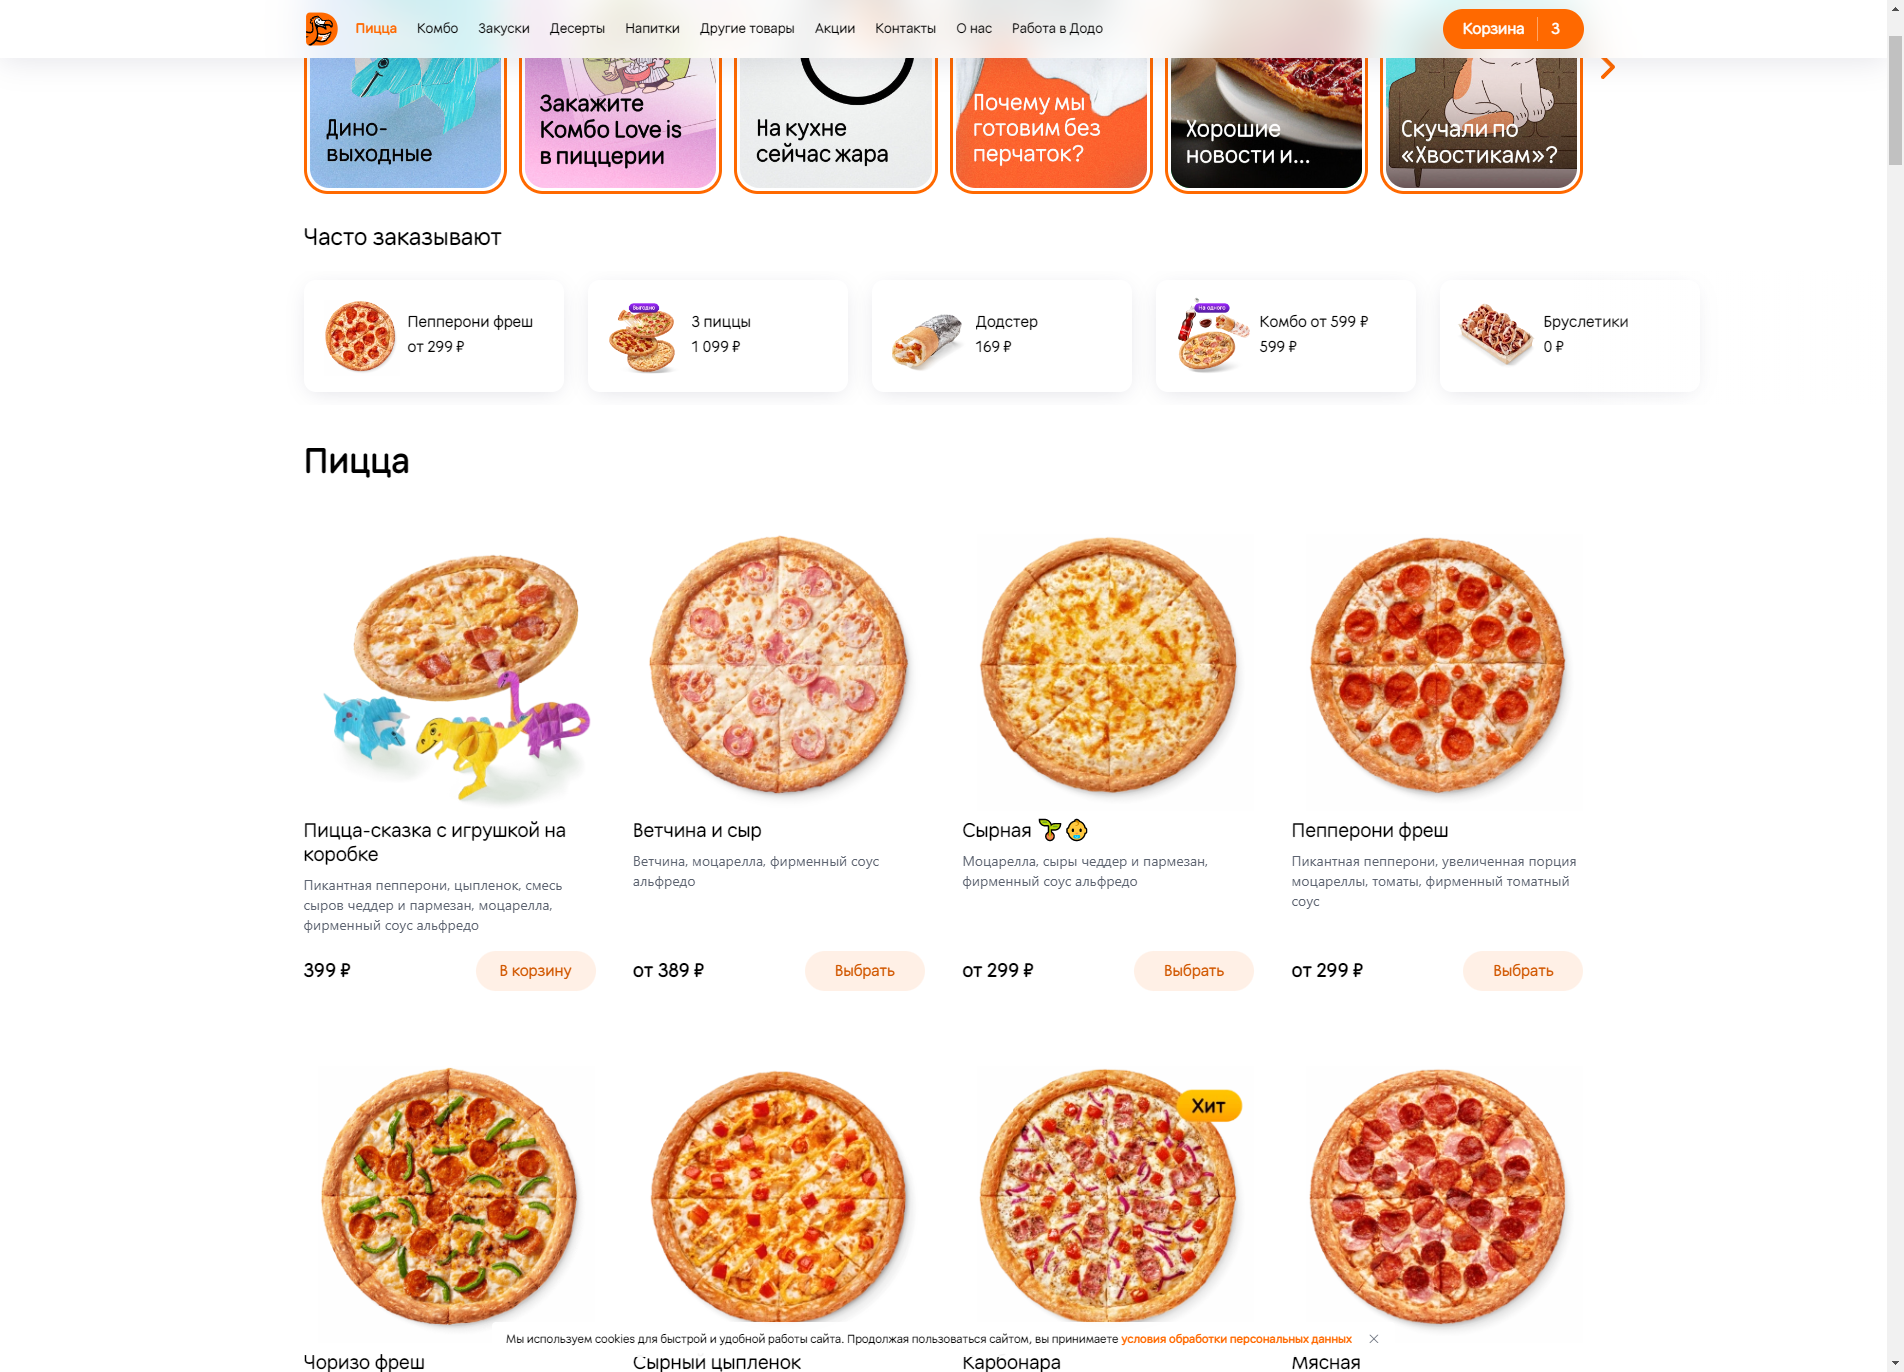 Пицца Комбо Закуски Десерты Напитки Другие товары Акции Контакты О нас Работа в Додо Корзина 3
Дино-
выходные
Закажите
Комбо Love is
в пиццерии
На кухне
сейчас жара
Почему мы
готовим без
перчаток?
Хорошие
новости и...
Скучали по
«Хвостикам»?
Часто заказывают
Пепперони фреш
от 299 ₽
Выгодно
3 пиццы
1 099 ₽
Додстер
169 ₽
На одного
Комбо от 599 ₽
599 ₽
Бруслетики
0 ₽
Пицца
Пицца-сказка с игрушкой на
коробке
Пикантная пепперони, цыпленок, смесь
сыров чеддер и пармезан, моцарелла,
фирменный соус альфредо
399 ₽ В корзину
Ветчина и сыр
Ветчина, моцарелла, фирменный соус
альфредо
от 389 ₽ Выбрать
Сырная 🌱👶
Моцарелла, сыры чеддер и пармезан,
фирменный соус альфредо
от 299 ₽ Выбрать
Пепперони фреш
Пикантная пепперони, увеличенная порция
моцареллы, томаты, фирменный томатный
соус
от 299 ₽ Выбрать
Хит
Мы используем cookies для быстрой и удобной работы сайта. Продолжая пользоваться сайтом, вы принимаете условия обработки персональных данных
Чоризо фреш
Сырный цыпленок
Карбонара
Мясная